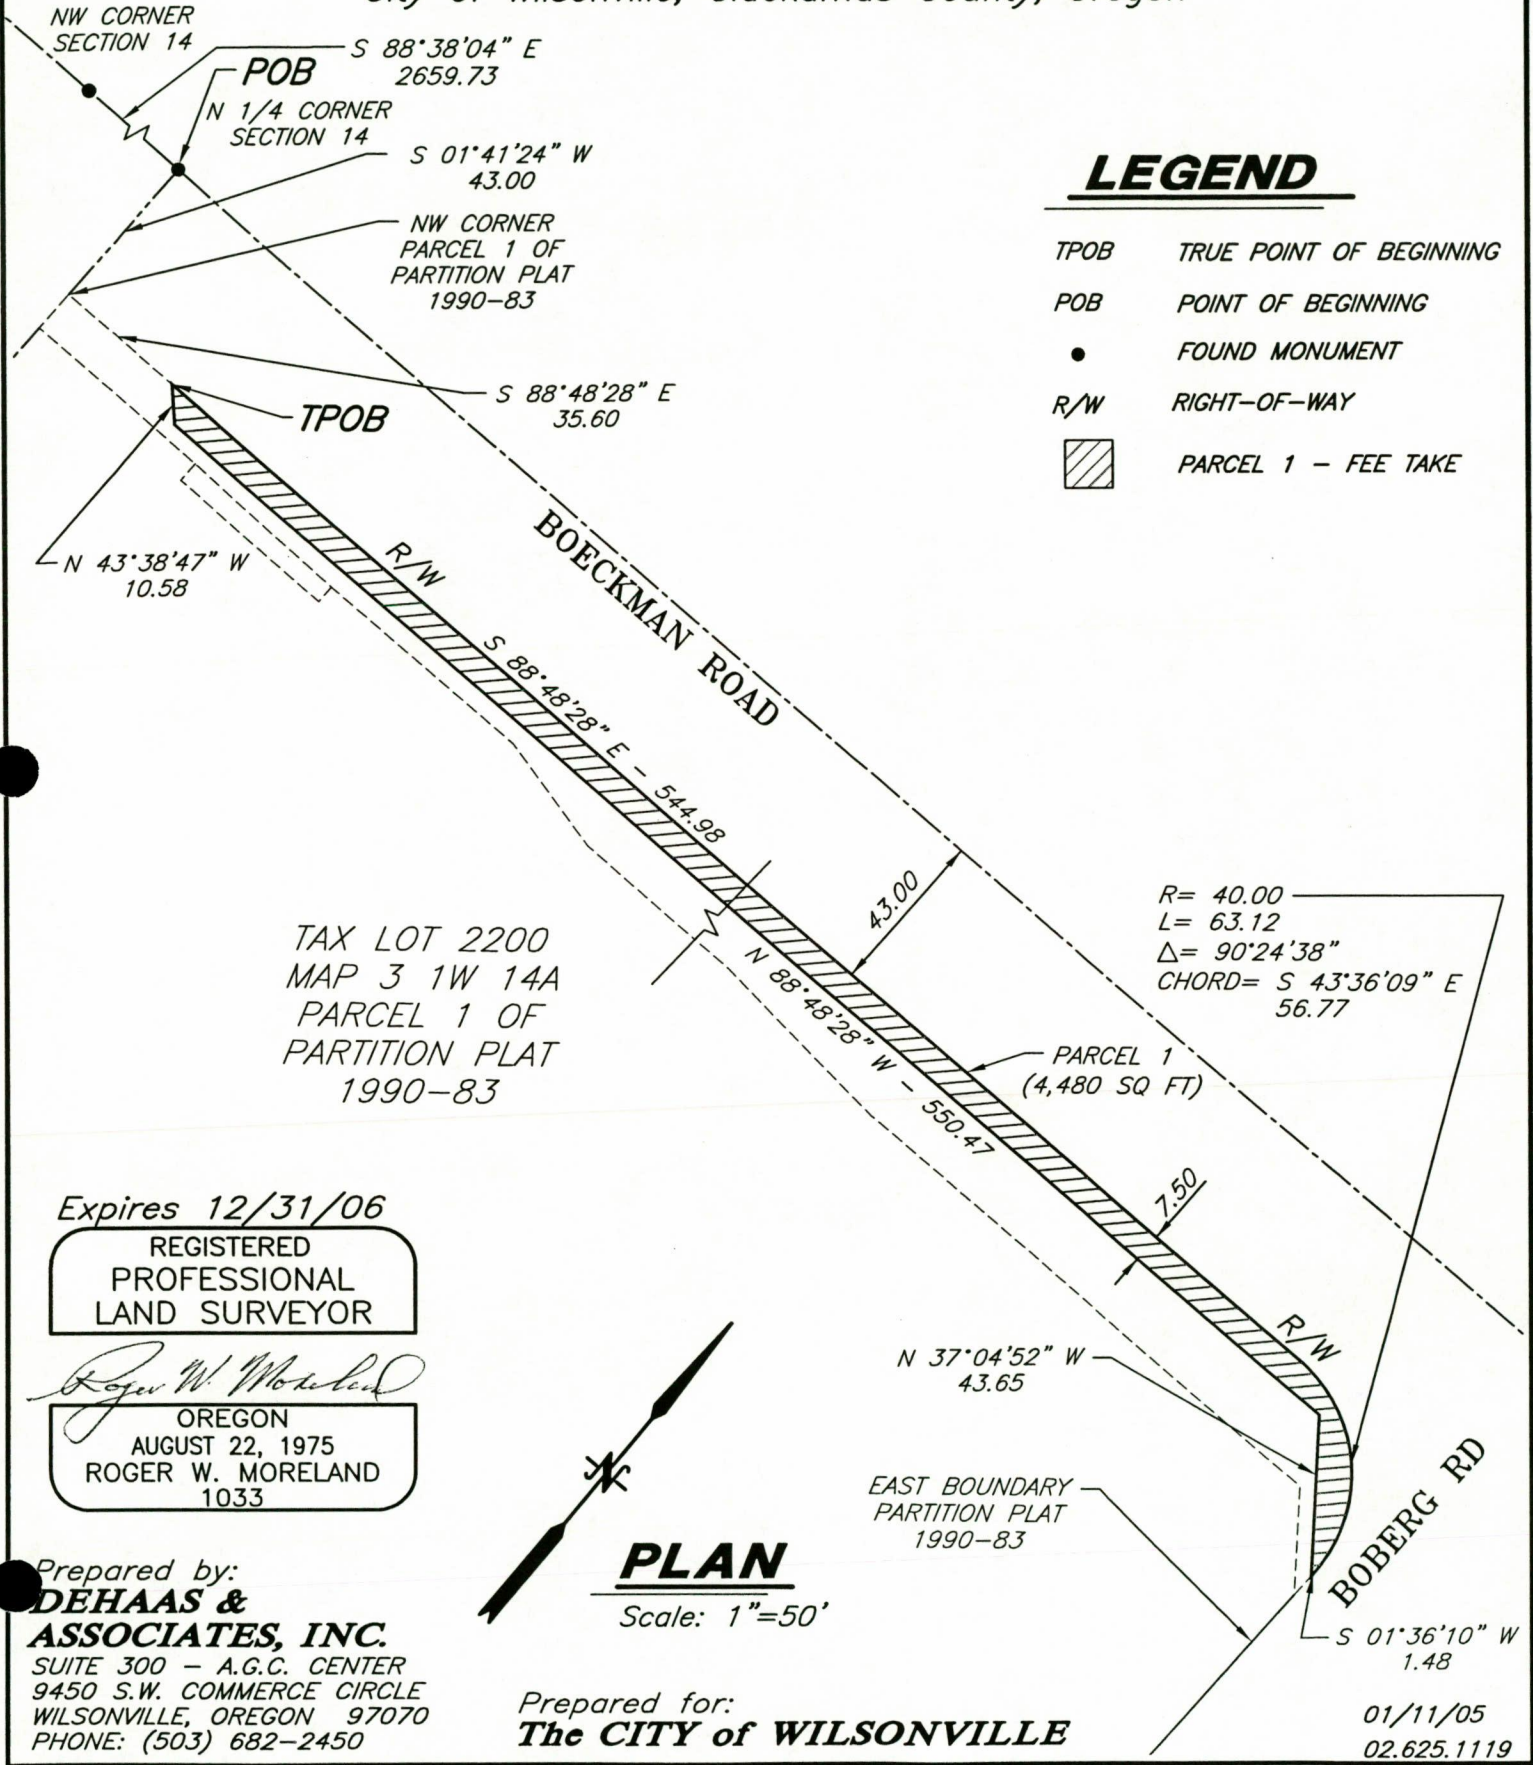 City of Wilsonville, Clackamas County, Oregon
NW CORNER
SECTION 14
S 88°38'04" E
2659.73
POB
N 1/4 CORNER
SECTION 14
S 01°41'24" W
43.00
NW CORNER
PARCEL 1 OF
PARTITION PLAT
1990-83
S 88°48'28" E
35.60
TPOB
N 43°38'47" W
10.58
LEGEND
TPOB TRUE POINT OF BEGINNING
POB POINT OF BEGINNING
FOUND MONUMENT
R/W RIGHT-OF-WAY
PARCEL 1 - FEE TAKE
R/W
BOECKMAN ROAD
S 88°48'28" E - 544.98
43.00
N 88°48'28" W - 550.47
R= 40.00
L= 63.12
Δ= 90°24'38"
CHORD= S 43°36'09" E
56.77
TAX LOT 2200
MAP 3 1W 14A
PARCEL 1 OF
PARTITION PLAT
1990-83
PARCEL 1
(4,480 SQ FT)
7.50
R/W
N 37°04'52" W
43.65
EAST BOUNDARY
PARTITION PLAT
1990-83
BOBERG RD
S 01°36'10" W
1.48
Expires 12/31/06
REGISTERED
PROFESSIONAL
LAND SURVEYOR
Roger W. Moreland
OREGON
AUGUST 22, 1975
ROGER W. MORELAND
1033
N
PLAN
Scale: 1"=50'
Prepared by:
DEHAAS &
ASSOCIATES, INC.
SUITE 300 - A.G.C. CENTER
9450 S.W. COMMERCE CIRCLE
WILSONVILLE, OREGON 97070
PHONE: (503) 682-2450
Prepared for:
The CITY of WILSONVILLE
01/11/05
02.625.1119